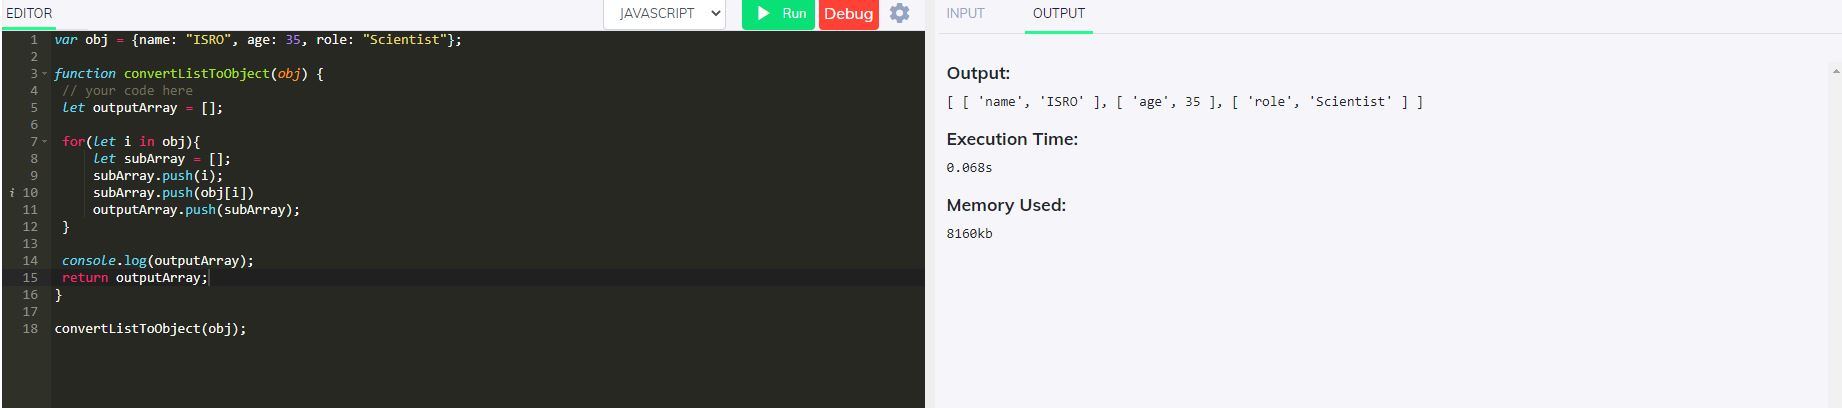 EDITOR JAVASCRIPT Run Debug
1 var obj = {name: "ISRO", age: 35, role: "Scientist"};
2
3 function convertListToObject(obj) {
4 // your code here
5 let outputArray = [];
6
7 for(let i in obj){
8 let subArray = [];
9 subArray.push(i);
i 10 subArray.push(obj[i])
11 outputArray.push(subArray);
12 }
13
14 console.log(outputArray);
15 return outputArray;
16 }
17
18 convertListToObject(obj);
INPUT OUTPUT
Output:
[ [ 'name', 'ISRO' ], [ 'age', 35 ], [ 'role', 'Scientist' ] ]
Execution Time:
0.068s
Memory Used:
8160kb